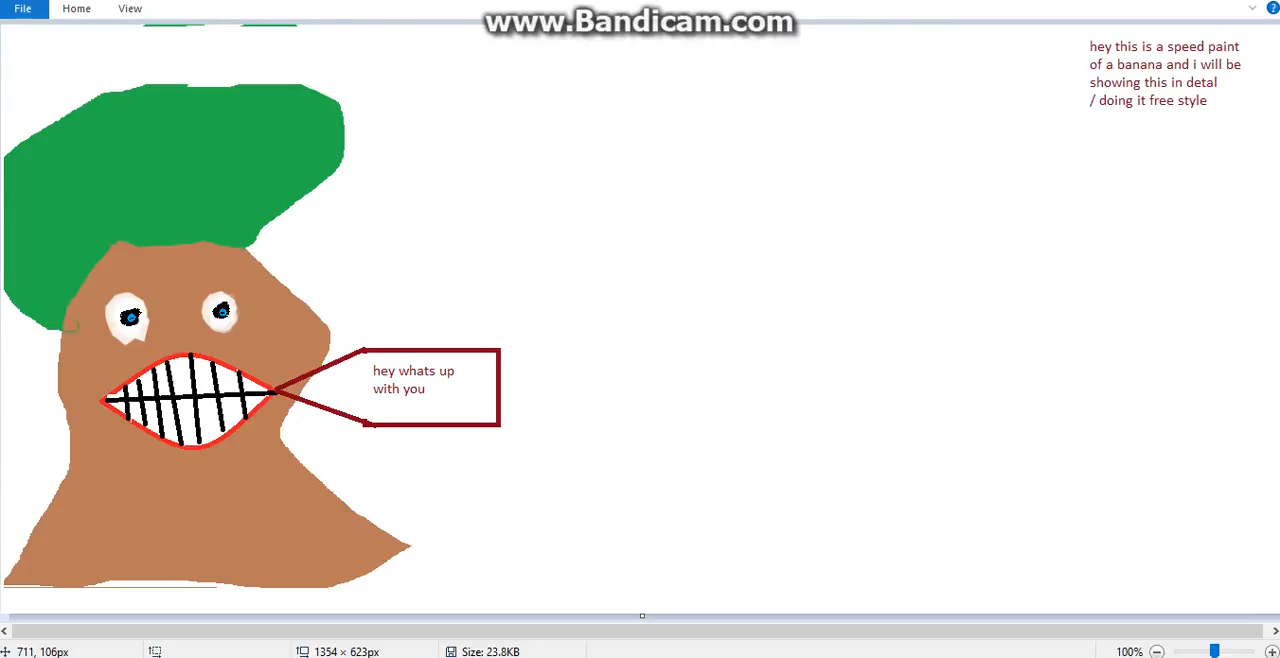 www.Bandicam.com
File Home View
hey this is a speed paint
of a banana and i will be
showing this in detal
/ doing it free style
hey whats up
with you
711, 106px
1354 × 623px
Size: 23.8KB
100%